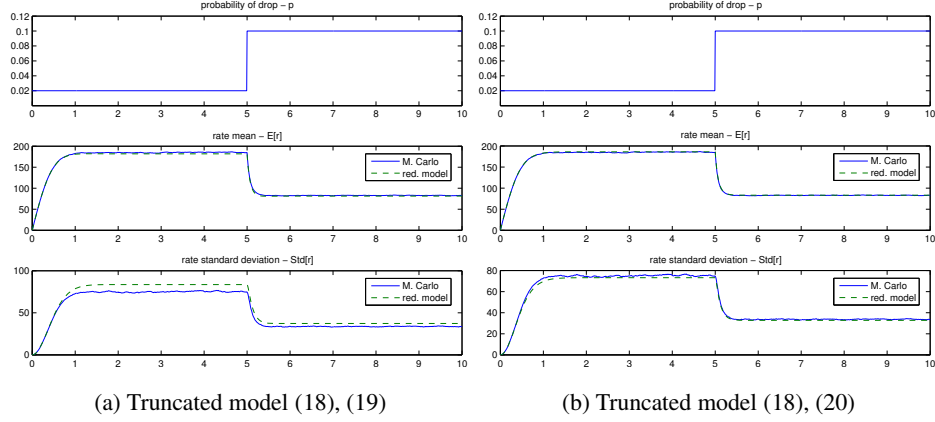 probability of drop – p
0.12
0.1
0.08
0.06
0.04
0.02
0 1 2 3 4 5 6 7 8 9 10
rate mean – E[r]
200
150
100
50
0
M. Carlo
red. model
0 1 2 3 4 5 6 7 8 9 10
rate standard deviation – Std[r]
100
50
0
M. Carlo
red. model
0 1 2 3 4 5 6 7 8 9 10
(a) Truncated model (18), (19)
probability of drop – p
0.12
0.1
0.08
0.06
0.04
0.02
0 1 2 3 4 5 6 7 8 9 10
rate mean – E[r]
200
150
100
50
0
M. Carlo
red. model
0 1 2 3 4 5 6 7 8 9 10
rate standard deviation – Std[r]
80
60
40
20
0
M. Carlo
red. model
0 1 2 3 4 5 6 7 8 9 10
(b) Truncated model (18), (20)